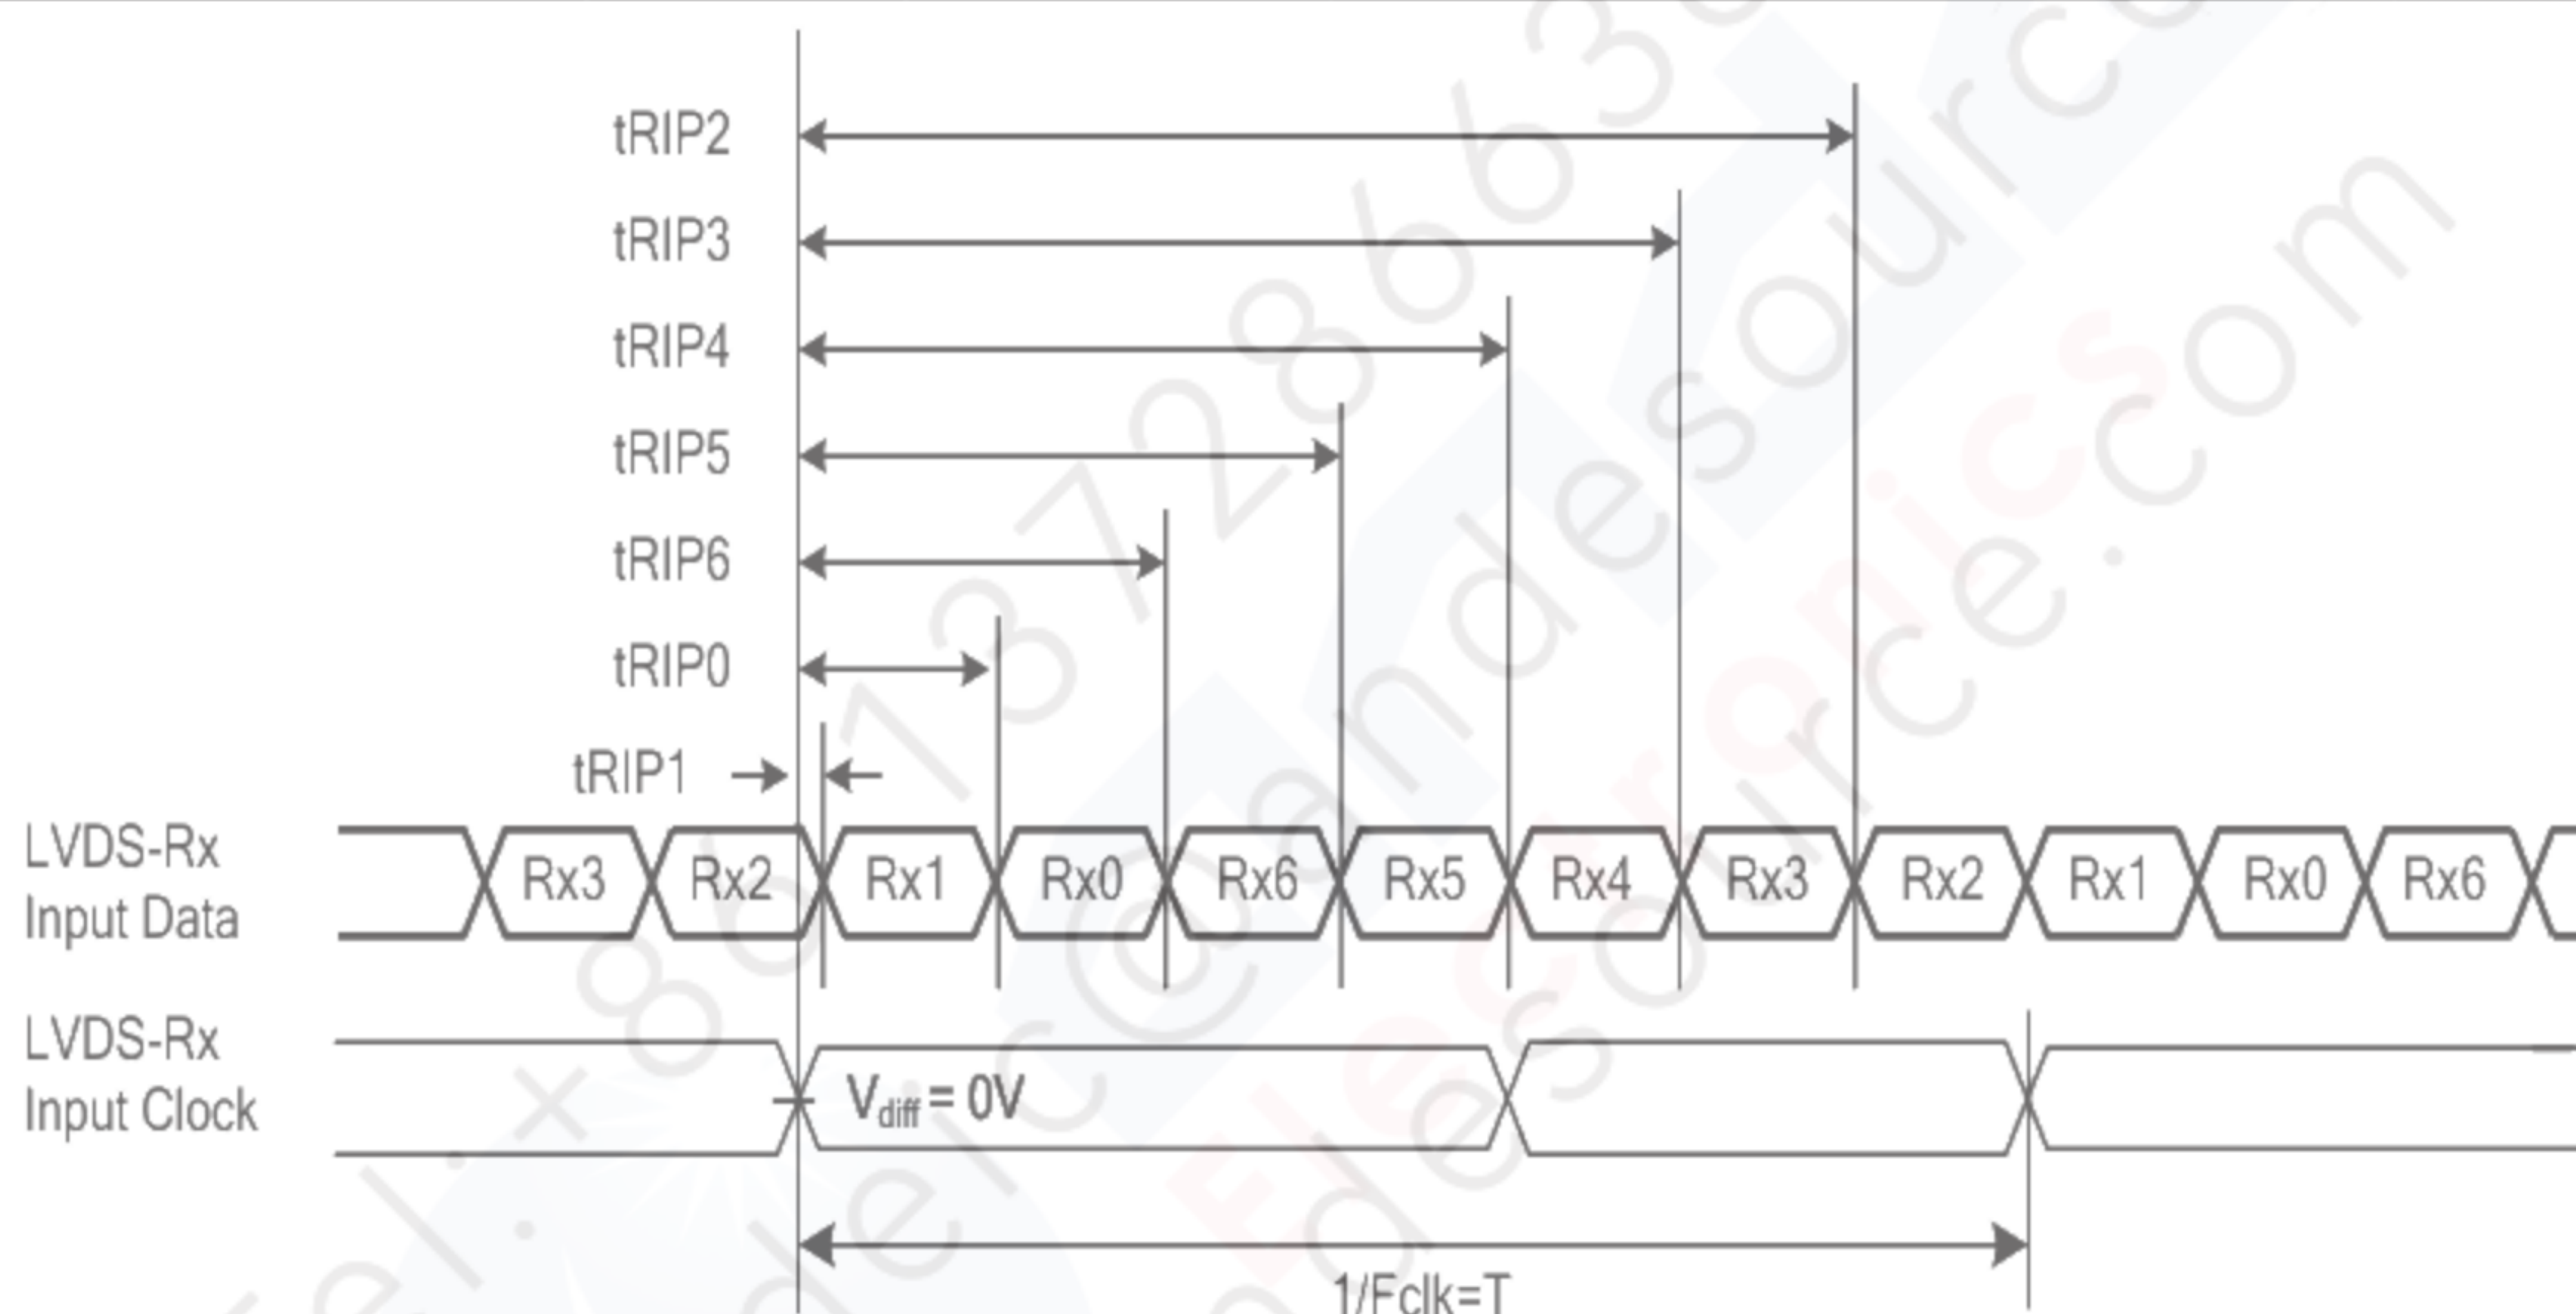 tRIP2
tRIP3
tRIP4
tRIP5
tRIP6
tRIP0
tRIP1
LVDS-Rx
Input Data
Rx3 Rx2 Rx1 Rx0 Rx6 Rx5 Rx4 Rx3 Rx2 Rx1 Rx0 Rx6
LVDS-Rx
Input Clock
Vdiff = 0V
1/Fclk=T